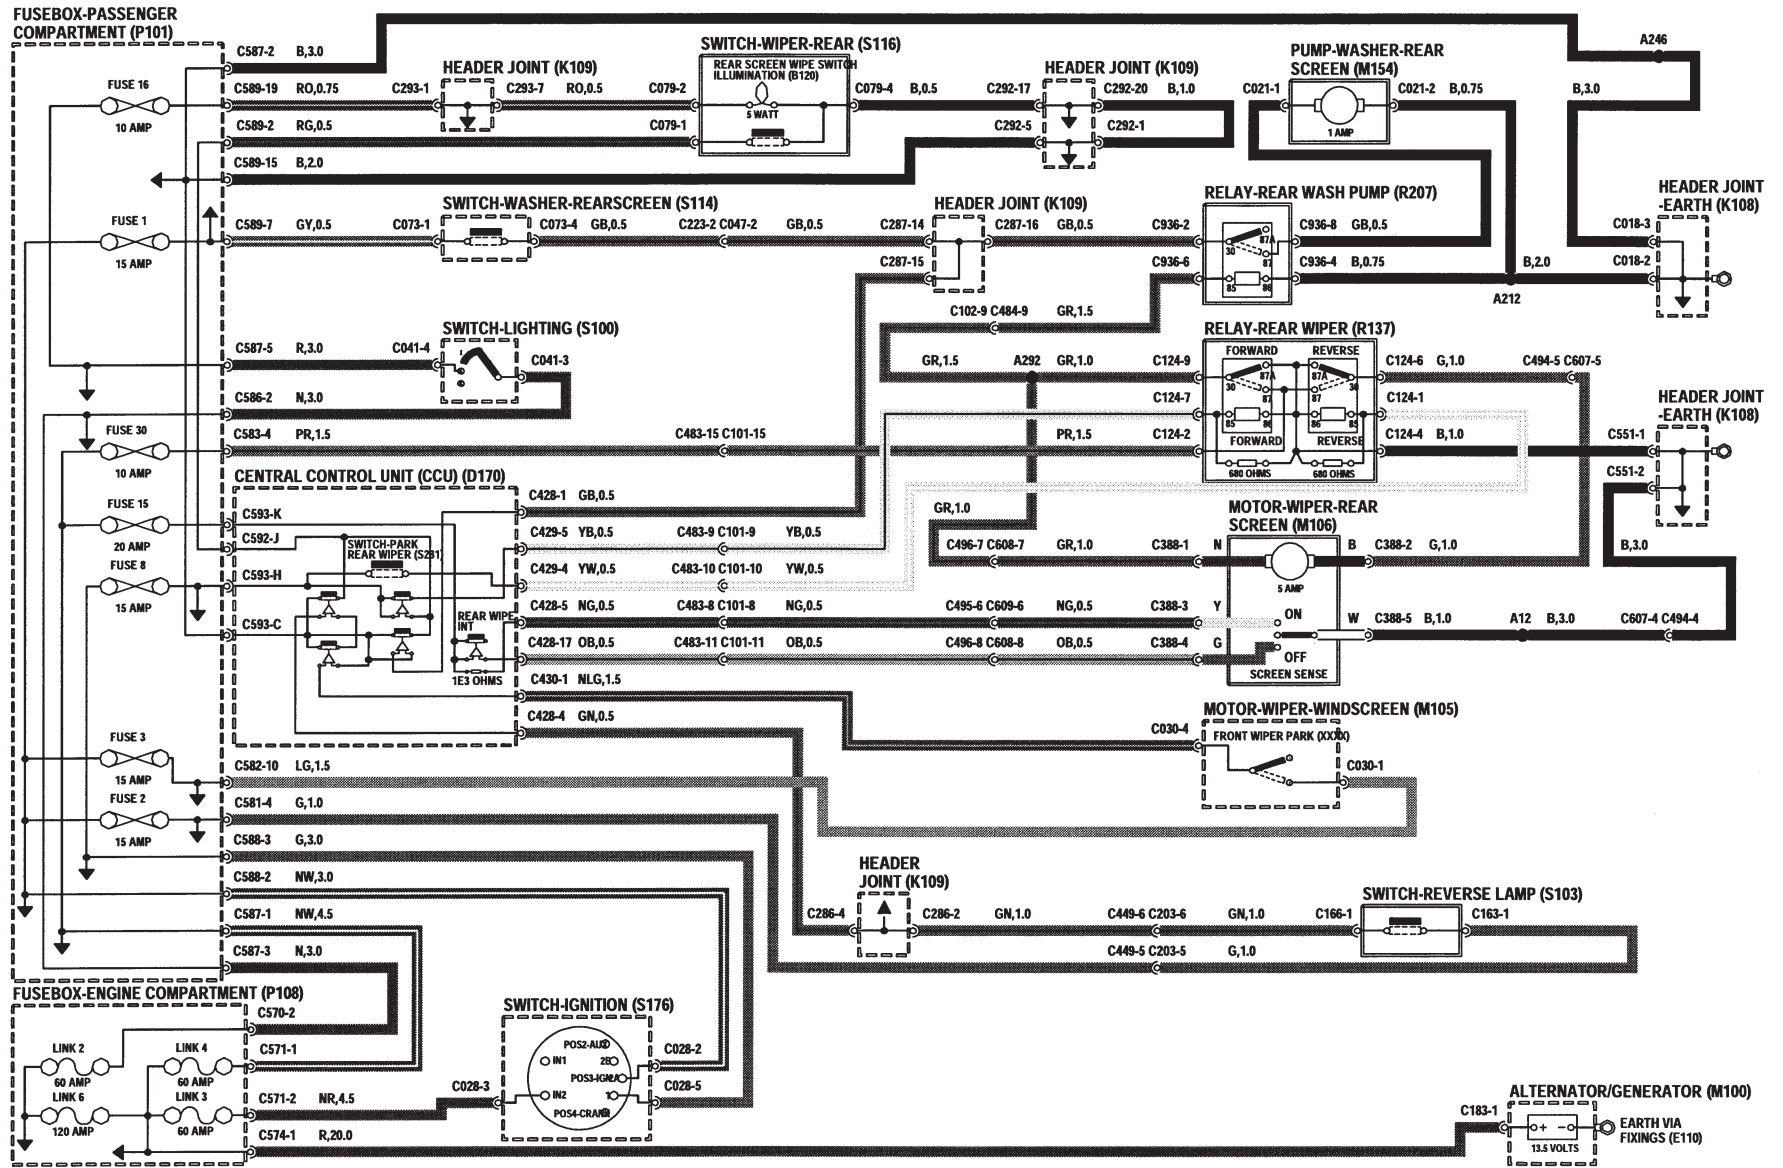 FUSEBOX-PASSENGER
COMPARTMENT (P101)
C587-2 B,3.0
A246
SWITCH-WIPER-REAR (S116)
REAR SCREEN WIPE SWITCH
ILLUMINATION (B120)
5 WATT
PUMP-WASHER-REAR
SCREEN (M154)
1 AMP
HEADER JOINT (K109)
HEADER JOINT (K109)
FUSE 16
10 AMP
C589-19 RO,0.75
C293-1
C293-7 RO,0.5
C079-2
C079-4 B,0.5
C292-17
C292-20 B,1.0
C021-1
C021-2 B,0.75
B,3.0
C589-2 RG,0.5
C079-1
C292-5
C292-1
C589-15 B,2.0
SWITCH-WASHER-REARSCREEN (S114)
HEADER JOINT (K109)
RELAY-REAR WASH PUMP (R207)
HEADER JOINT
-EARTH (K108)
FUSE 1
15 AMP
C589-7 GY,0.5
C073-1
C073-4 GB,0.5
C223-2 C047-2
GB,0.5
C287-14
C287-16 GB,0.5
C936-2
30
87A
87
C936-8 GB,0.5
C018-3
C287-15
C936-6
85
86
C936-4 B,0.75
B,2.0
C018-2
A212
C102-9 C484-9
GR,1.5
SWITCH-LIGHTING (S100)
RELAY-REAR WIPER (R137)
FORWARD
REVERSE
C587-5 R,3.0
C041-4
C041-3
GR,1.5
A292
GR,1.0
C124-9
30
87A
87
87A
30
87
C124-6 G,1.0
C494-5 C607-5
C586-2 N,3.0
C124-7
85
86
86
85
C124-1
HEADER JOINT
-EARTH (K108)
FUSE 30
10 AMP
C583-4 PR,1.5
C483-15 C101-15
PR,1.5
C124-2
FORWARD
REVERSE
680 OHMS
680 OHMS
C124-4 B,1.0
C551-1
C551-2
CENTRAL CONTROL UNIT (CCU) (D170)
C428-1 GB,0.5
FUSE 15
20 AMP
C593-K
C592-J
SWITCH-PARK
REAR WIPER (S281)
C429-5 YB,0.5
C483-9 C101-9
YB,0.5
GR,1.0
C496-7 C608-7
GR,1.0
C388-1
MOTOR-WIPER-REAR
SCREEN (M106)
N
B
5 AMP
C388-2 G,1.0
B,3.0
FUSE 8
15 AMP
C593-H
C429-4 YW,0.5
C483-10 C101-10
YW,0.5
C428-5 NG,0.5
C483-8 C101-8
NG,0.5
C495-6 C609-6
NG,0.5
C388-3
Y
ON
W
C388-5 B,1.0
A12
B,3.0
C607-4 C494-4
C593-C
REAR WIPE
INT
1E3 OHMS
C428-17 OB,0.5
C483-11 C101-11
OB,0.5
C496-8 C608-8
OB,0.5
C388-4
G
OFF
SCREEN SENSE
C430-1 NLG,1.5
C428-4 GN,0.5
MOTOR-WIPER-WINDSCREEN (M105)
C030-4
FRONT WIPER PARK (XXXX)
C030-1
FUSE 3
15 AMP
C582-10 LG,1.5
FUSE 2
15 AMP
C581-4 G,1.0
C588-3 G,3.0
C588-2 NW,3.0
HEADER
JOINT (K109)
SWITCH-REVERSE LAMP (S103)
C587-1 NW,4.5
C286-4
C286-2 GN,1.0
C449-6 C203-6
GN,1.0
C166-1
C163-1
C587-3 N,3.0
C449-5 C203-5
G,1.0
FUSEBOX-ENGINE COMPARTMENT (P108)
SWITCH-IGNITION (S176)
C570-2
LINK 2
60 AMP
LINK 4
60 AMP
C571-1
IN1
IN2
POS4-CRANK
1
C028-2
C028-5
C028-3
LINK 6
120 AMP
LINK 3
60 AMP
C571-2 NR,4.5
C574-1 R,20.0
ALTERNATOR/GENERATOR (M100)
C183-1
+ -
13.5 VOLTS
EARTH VIA
FIXINGS (E110)